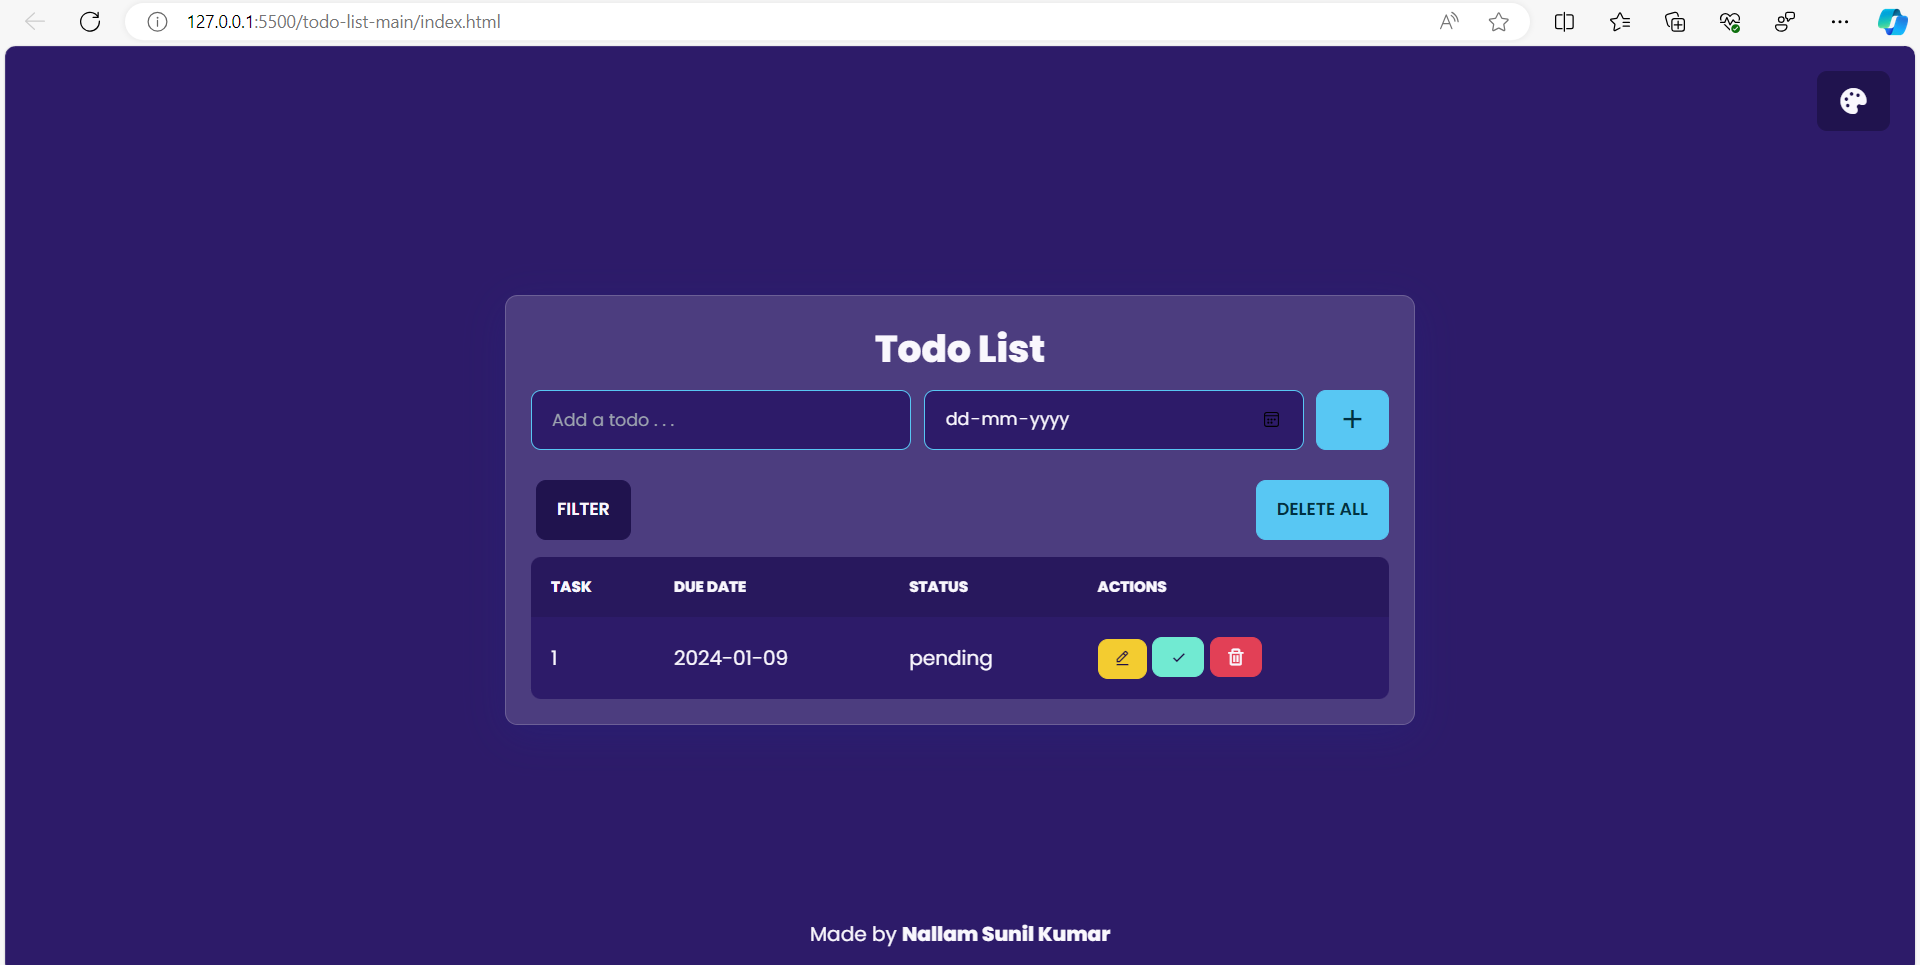 127.0.0.1:5500/todo-list-main/index.html
Todo List
Add a todo . . .
dd-mm-yyyy
FILTER
DELETE ALL
TASK DUE DATE STATUS ACTIONS
1 2024-01-09 pending
Made by Nallam Sunil Kumar